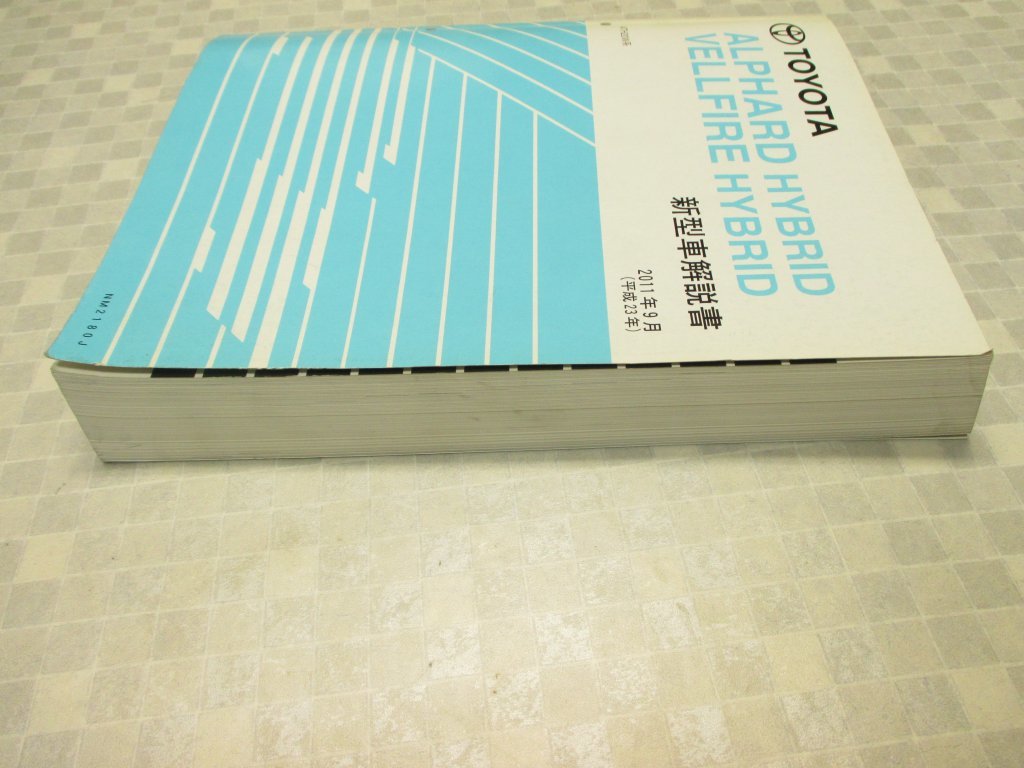 TOYOTA
ALPHARD HYBRID
VELLFIRE HYBRID
新型車解説書
2011年9月
(平成23年)
NM2180J